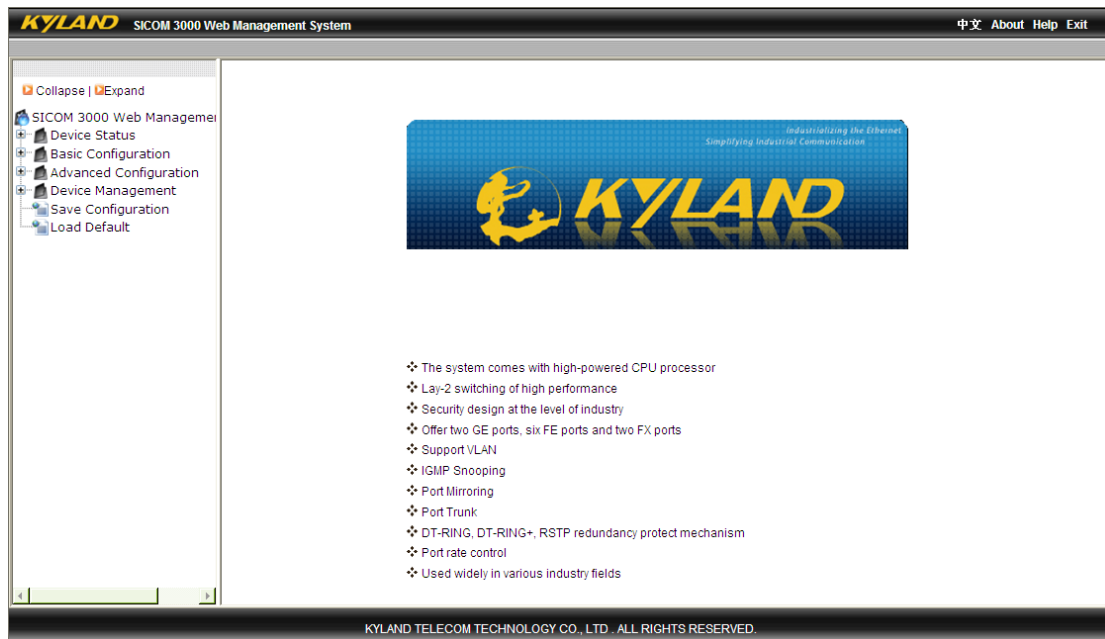 KYLAND SICOM 3000 Web Management System 中文 About Help Exit
Collapse | Expand
SICOM 3000 Web Managemer
Device Status
Basic Configuration
Advanced Configuration
Device Management
Save Configuration
Load Default
industrializing the Ethernet
Simplifying Industrial Communication
KYLAND
The system comes with high-powered CPU processor
Lay-2 switching of high performance
Security design at the level of industry
Offer two GE ports, six FE ports and two FX ports
Support VLAN
IGMP Snooping
Port Mirroring
Port Trunk
DT-RING, DT-RING+, RSTP redundancy protect mechanism
Port rate control
Used widely in various industry fields
KYLAND TELECOM TECHNOLOGY CO., LTD . ALL RIGHTS RESERVED.